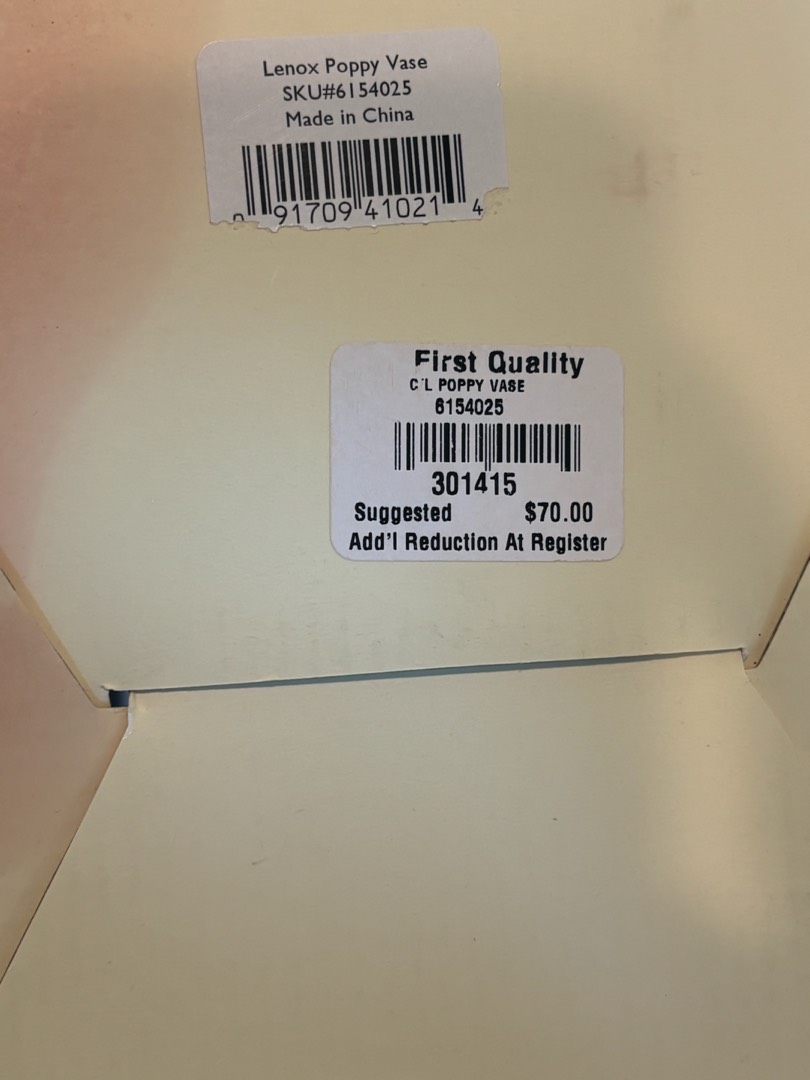 Lenox Poppy Vase
SKU#6154025
Made in China
0 91709 41021 4
First Quality
C'L POPPY VASE
6154025
301415
Suggested $70.00
Add'l Reduction At Register